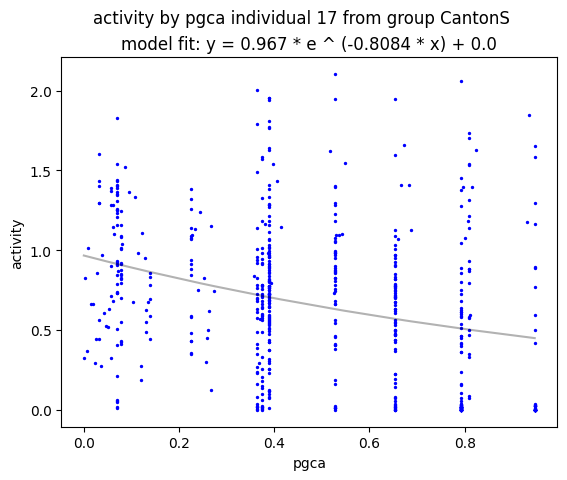 activity by pgca individual 17 from group CantonS
model fit: y = 0.967 * e ^ (-0.8084 * x) + 0.0
2.0
1.5
1.0
0.5
0.0
activity
0.0 0.2 0.4 0.6 0.8
pgca